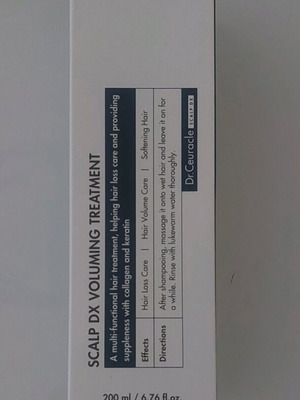 SCALP DX VOLUMING TREATMENT
A multi-functional hair treatment, helping hair loss care and providing
suppleness with collagen and keratin
Effects Hair Loss Care | Hair Volume Care | Softening Hair
Directions After shampooing, massage it onto wet hair and leave it on for
a while. Rinse with lukewarm water thoroughly.
Dr.Ceuracle SCALP DX
200 ml / 6.76 fl oz